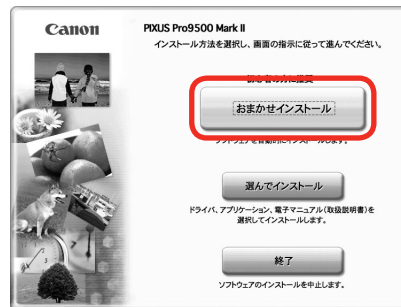 Canon
PIXUS Pro9500 Mark II
インストール方法を選択し、画面の指示に従って進んでください。
初心者の方に推奨
おまかせインストール
ソフトウェアを自動的にインストールします。
選んでインストール
ドライバ、アプリケーション、電子マニュアル(取扱説明書)を
選択してインストールします。
終了
ソフトウェアのインストールを中止します。